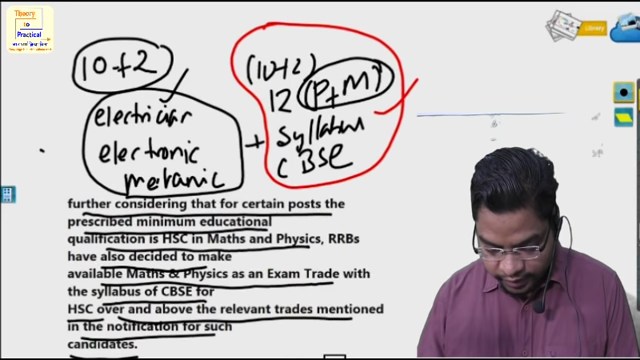 Theory
to
Practical
Library
10+2
(10+2)
12 (P+M)
electrician
syllabus
electronic
+
CBSE
mechanic
further considering that for certain posts the
prescribed minimum educational
qualification is HSC in Maths and Physics, RRBs
have also decided to make
available Maths & Physics as an Exam Trade with
the syllabus of CBSE for
HSC over and above the relevant trades mentioned
in the notification for such
candidates.